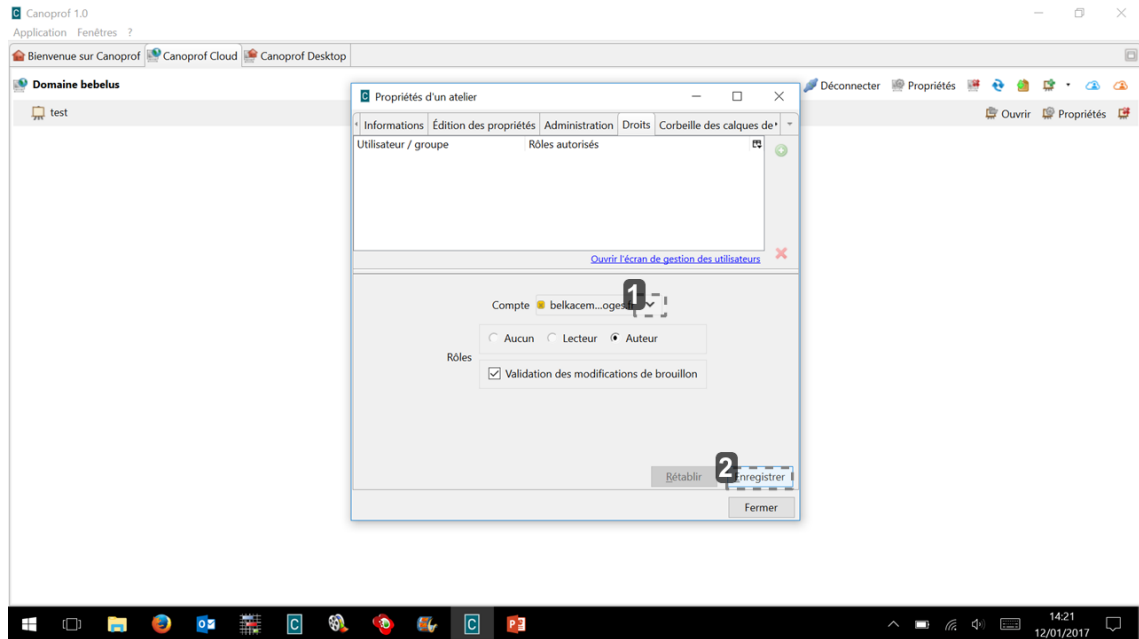 Canoprof 1.0
Application Fenêtres ?
Bienvenue sur Canoprof Canoprof Cloud Canoprof Desktop
Domaine bebelus
Déconnecter Propriétés
test
Ouvrir Propriétés
Propriétés d'un atelier
Informations Édition des propriétés Administration Droits Corbeille des calques de
Utilisateur / groupe Rôles autorisés
Ouvrir l'écran de gestion des utilisateurs
1
Compte belkacem...oges.fr
Aucun Lecteur Auteur
Rôles
Validation des modifications de brouillon
2
Rétablir Enregistrer
Fermer
14:21
12/01/2017